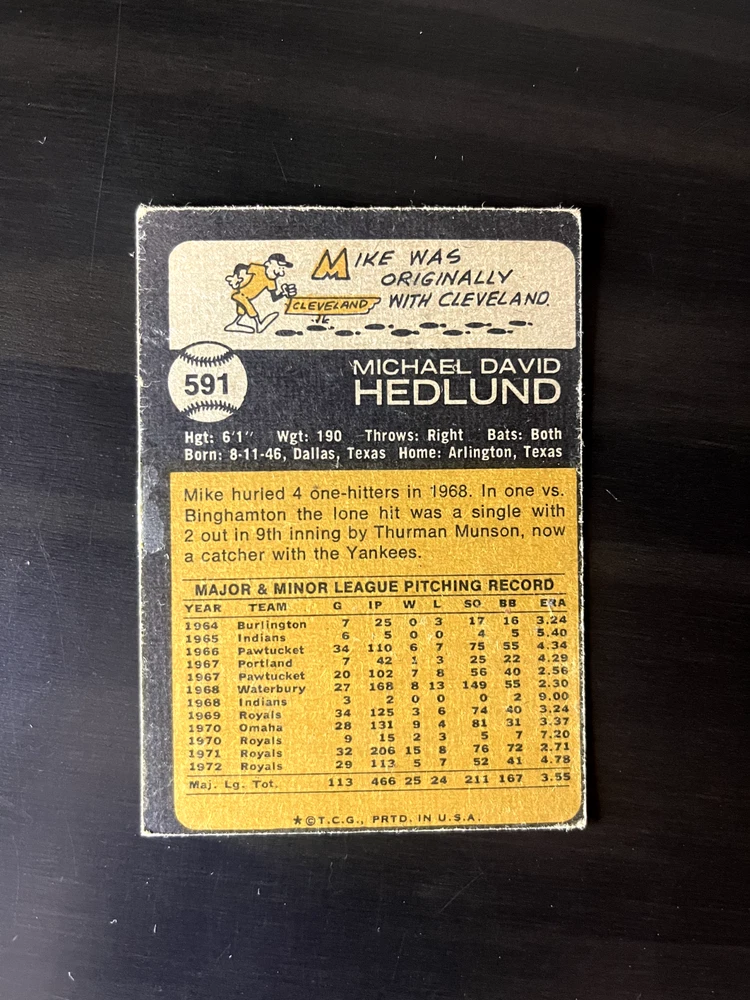 MIKE WAS
ORIGINALLY
WITH CLEVELAND.
CLEVELAND
591
MICHAEL DAVID
HEDLUND
Hgt: 6'1" Wgt: 190 Throws: Right Bats: Both
Born: 8-11-46, Dallas, Texas Home: Arlington, Texas
Mike hurled 4 one-hitters in 1968. In one vs.
Binghamton the lone hit was a single with
2 out in 9th inning by Thurman Munson, now
a catcher with the Yankees.
MAJOR & MINOR LEAGUE PITCHING RECORD
YEAR TEAM G IP W L SO BB ERA
1964 Burlington 7 25 0 3 17 16 3.24
1965 Indians 6 5 0 0 4 5 5.40
1966 Pawtucket 34 110 6 7 75 55 4.34
1967 Portland 7 42 1 3 25 22 4.29
1967 Pawtucket 20 102 7 8 56 40 2.56
1968 Waterbury 27 168 8 13 149 55 2.30
1968 Indians 3 2 0 0 0 2 9.00
1969 Royals 34 125 3 6 74 40 3.24
1970 Omaha 28 131 9 4 81 31 3.37
1970 Royals 9 15 2 3 5 7 7.20
1971 Royals 32 206 15 8 76 72 2.71
1972 Royals 29 113 5 7 52 41 4.78
Maj. Lg. Tot. 113 466 25 24 211 167 3.55
★©T.C.G., PRTD. IN U.S.A.